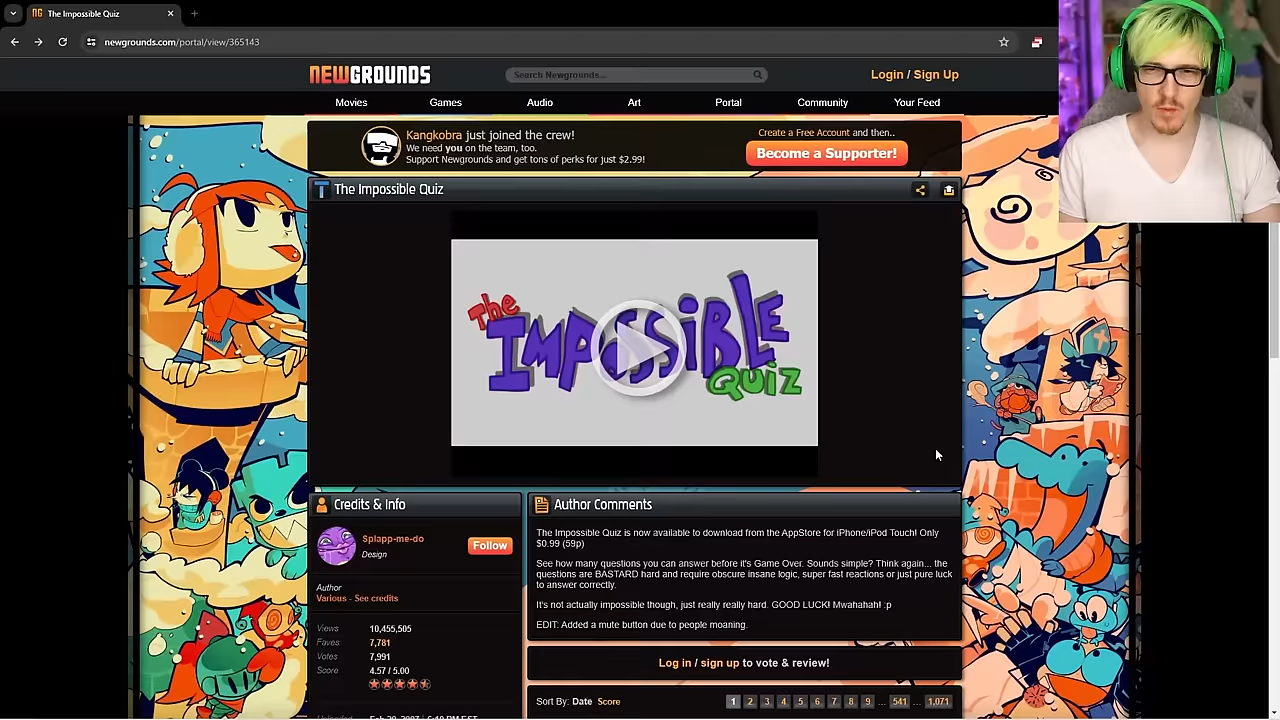 The Impossible Quiz
newgrounds.com/portal/view/365143
NEWGROUNDS
Search Newgrounds...
Login / Sign Up
Movies
Games
Audio
Art
Portal
Community
Your Feed
Kangkobra just joined the crew!
We need you on the team, too.
Support Newgrounds and get tons of perks for just $2.99!
Create a Free Account and then..
Become a Supporter!
The Impossible Quiz
The
IMPOSSiBLE
QUiZ
Credits & Info
Splapp-me-do
Design
Follow
Author
Various - See credits
Views 10,455,505
Faves: 7,781
Votes 7,991
Score 4.57 / 5.00
Author Comments
The Impossible Quiz is now available to download from the AppStore for iPhone/iPod Touch! Only
$0.99 (59p)
See how many questions you can answer before it's Game Over. Sounds simple? Think again... the
questions are BASTARD hard and require obscure insane logic, super fast reactions or just pure luck
to answer correctly.
It's not actually impossible though, just really really hard. GOOD LUCK! Mwahahah! :p
EDIT: Added a mute button due to people moaning.
Log in / sign up to vote & review!
Sort By: Date Score
1 2 3 4 5 6 7 8 9 ... 541 ... 1,071